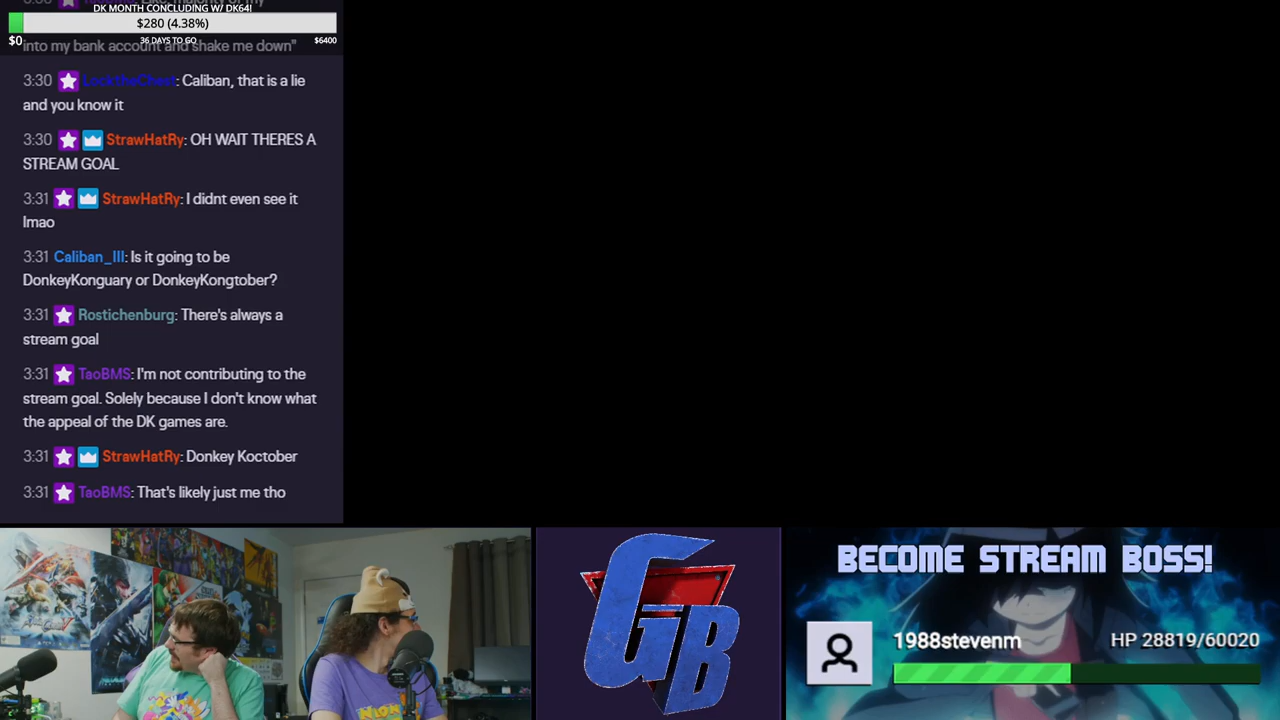 DK MONTH CONCLUDING W/ DK64!
$280 (4.38%)
$0 36 DAYS TO GO $6400
into my bank account and shake me down"
3:30 LocktheChest: Caliban, that is a lie
and you know it
3:30 StrawHatRy: OH WAIT THERES A
STREAM GOAL
3:31 StrawHatRy: I didnt even see it
lmao
3:31 Caliban_III: Is it going to be
DonkeyKonguary or DonkeyKongtober?
3:31 Rostichenburg: There's always a
stream goal
3:31 TaoBMS: I'm not contributing to the
stream goal. Solely because I don't know what
the appeal of the DK games are.
3:31 StrawHatRy: Donkey Koctober
3:31 TaoBMS: That's likely just me tho
GGB
BECOME STREAM BOSS!
1988stevenm HP 28819/60020